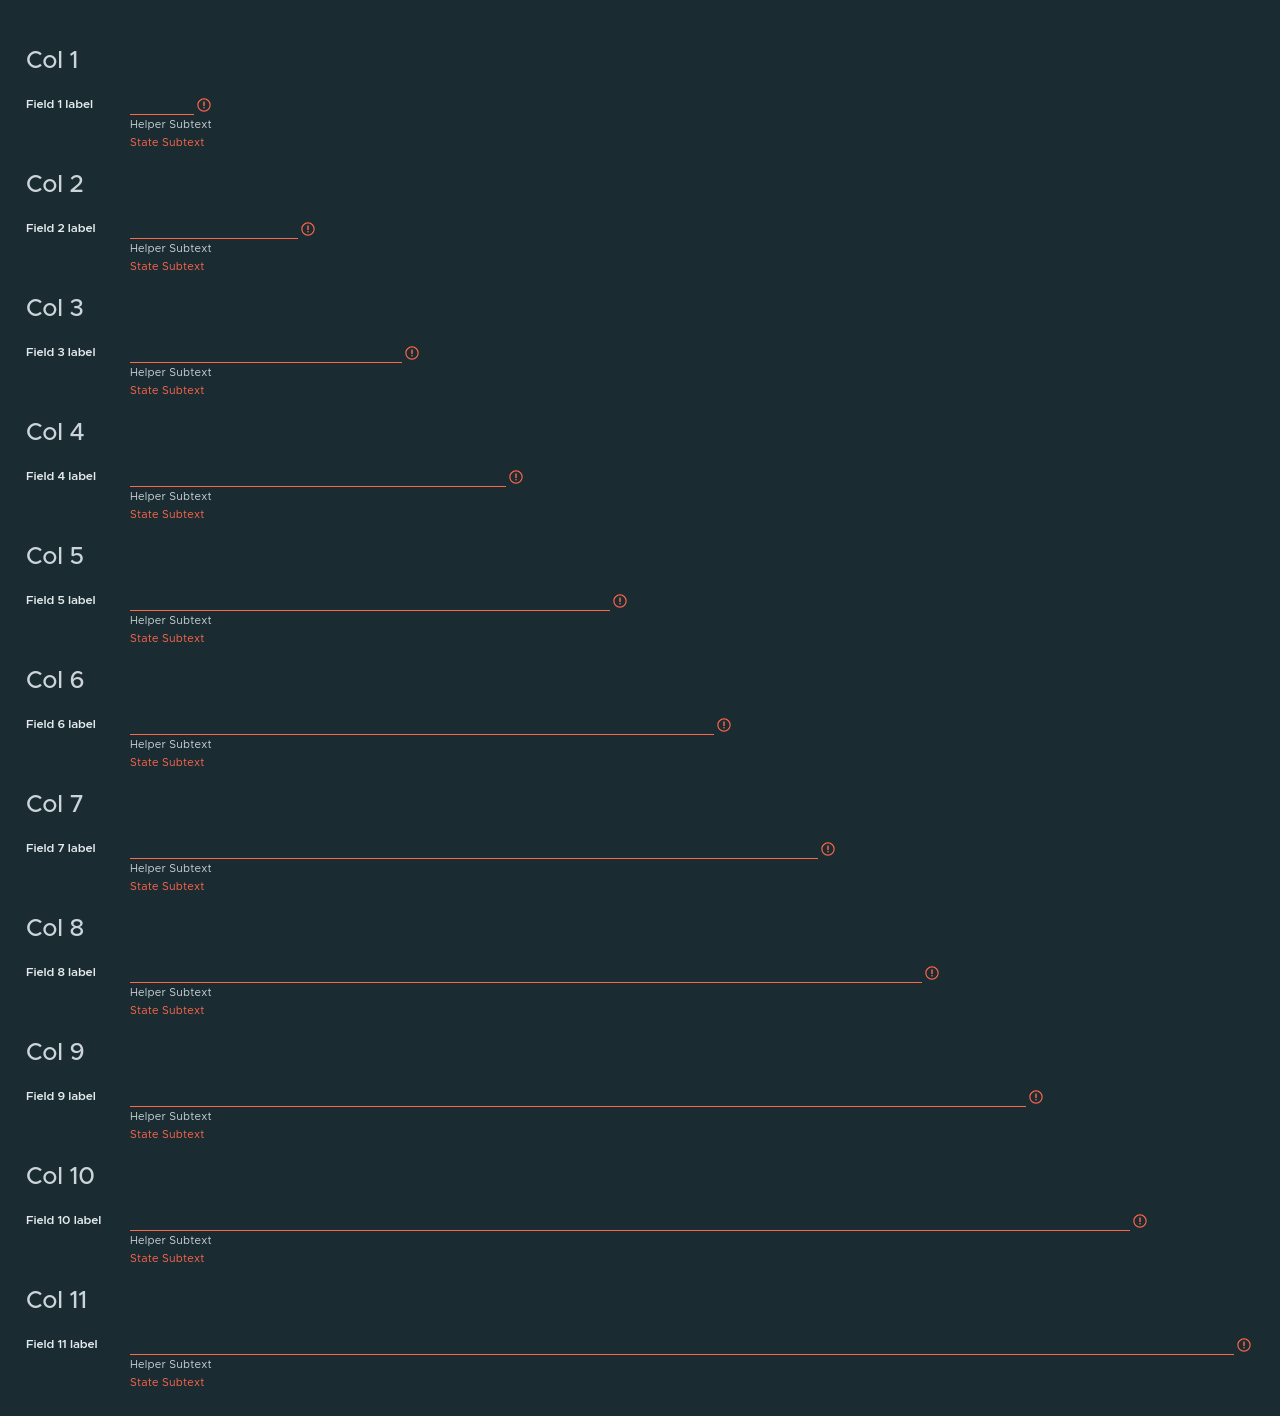 Col 1
Field 1 label
Helper Subtext
State Subtext
Col 2
Field 2 label
Helper Subtext
State Subtext
Col 3
Field 3 label
Helper Subtext
State Subtext
Col 4
Field 4 label
Helper Subtext
State Subtext
Col 5
Field 5 label
Helper Subtext
State Subtext
Col 6
Field 6 label
Helper Subtext
State Subtext
Col 7
Field 7 label
Helper Subtext
State Subtext
Col 8
Field 8 label
Helper Subtext
State Subtext
Col 9
Field 9 label
Helper Subtext
State Subtext
Col 10
Field 10 label
Helper Subtext
State Subtext
Col 11
Field 11 label
Helper Subtext
State Subtext